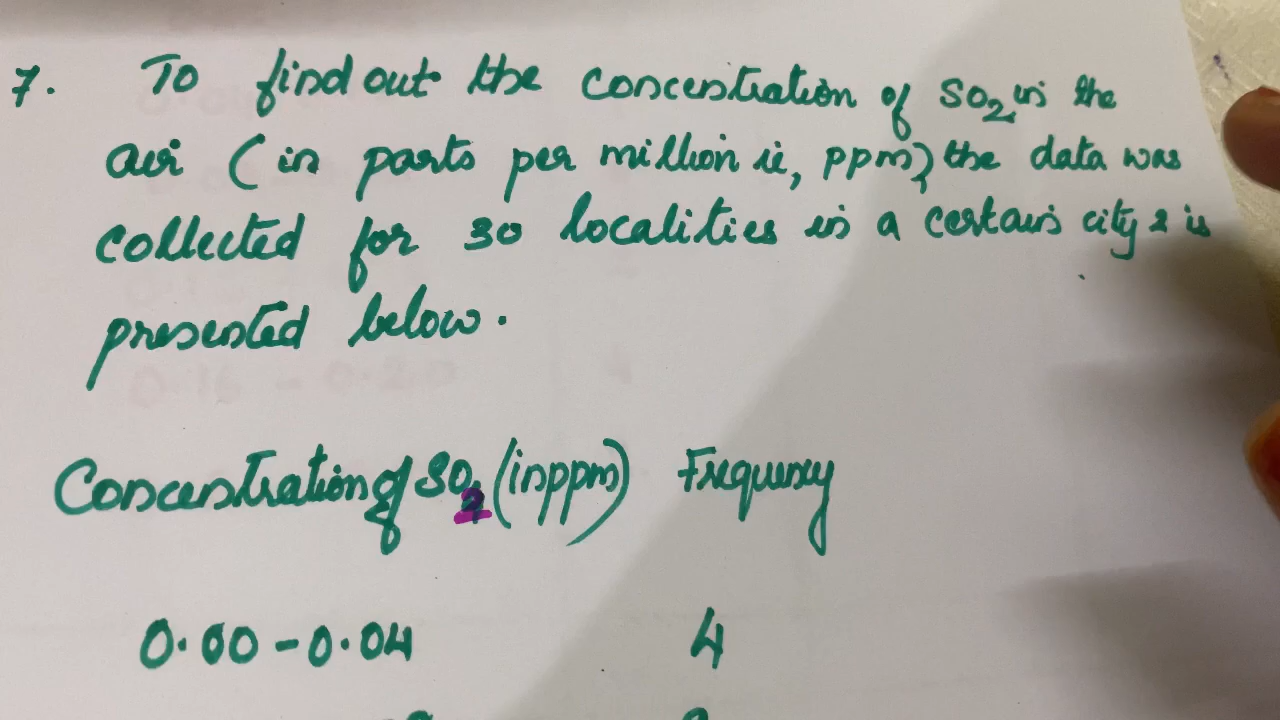 7. To find out the concentration of SO2 in the
air (in parts per million ie, ppm) the data was
collected for 30 localities in a certain city & is
presented below.
Concentration of SO2 (in ppm) Frequency
0.00 - 0.04 4